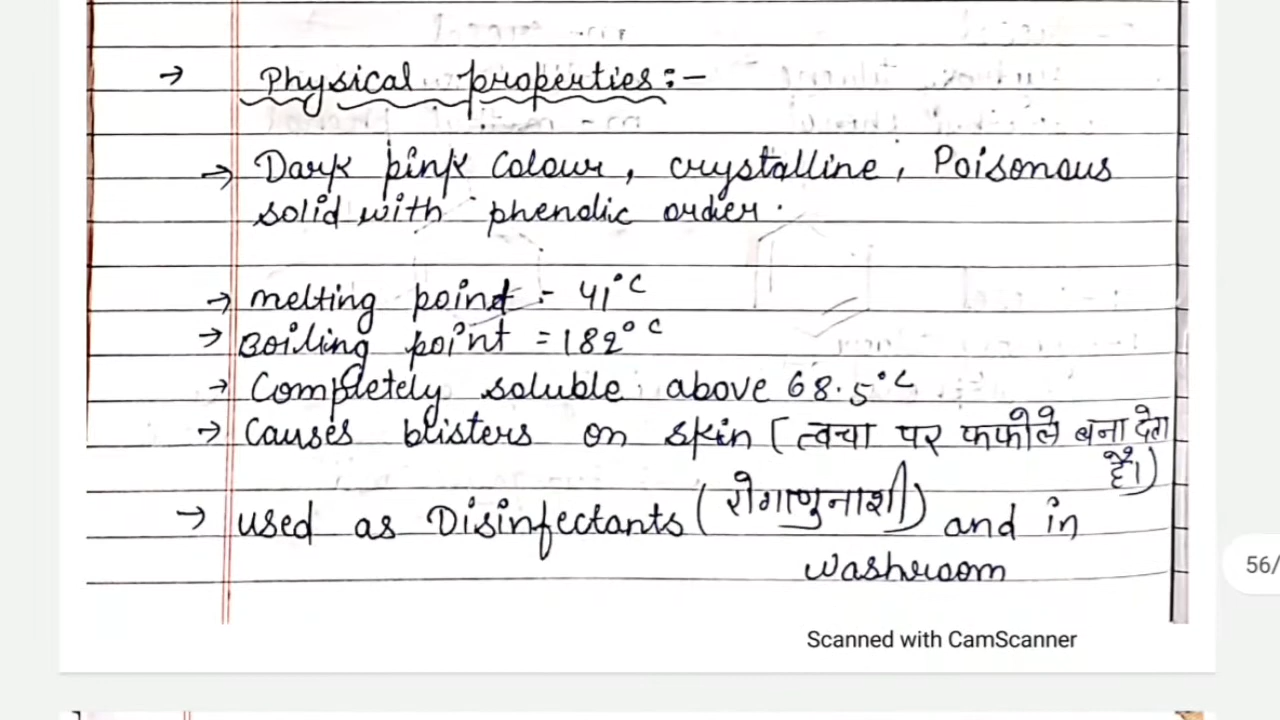 → Physical properties:-
→ Dark pink Colour, crystalline, Poisonous
solid with phenolic order.
→ melting point :- 41°C
→ Boiling point = 182°C
→ Completely soluble above 68.5°C
→ Causes blisters on skin [त्वचा पर फफोले बना देता
है।)
→ used as Disinfectants (रोगाणुनाशी) and in
washroom
56/
Scanned with CamScanner